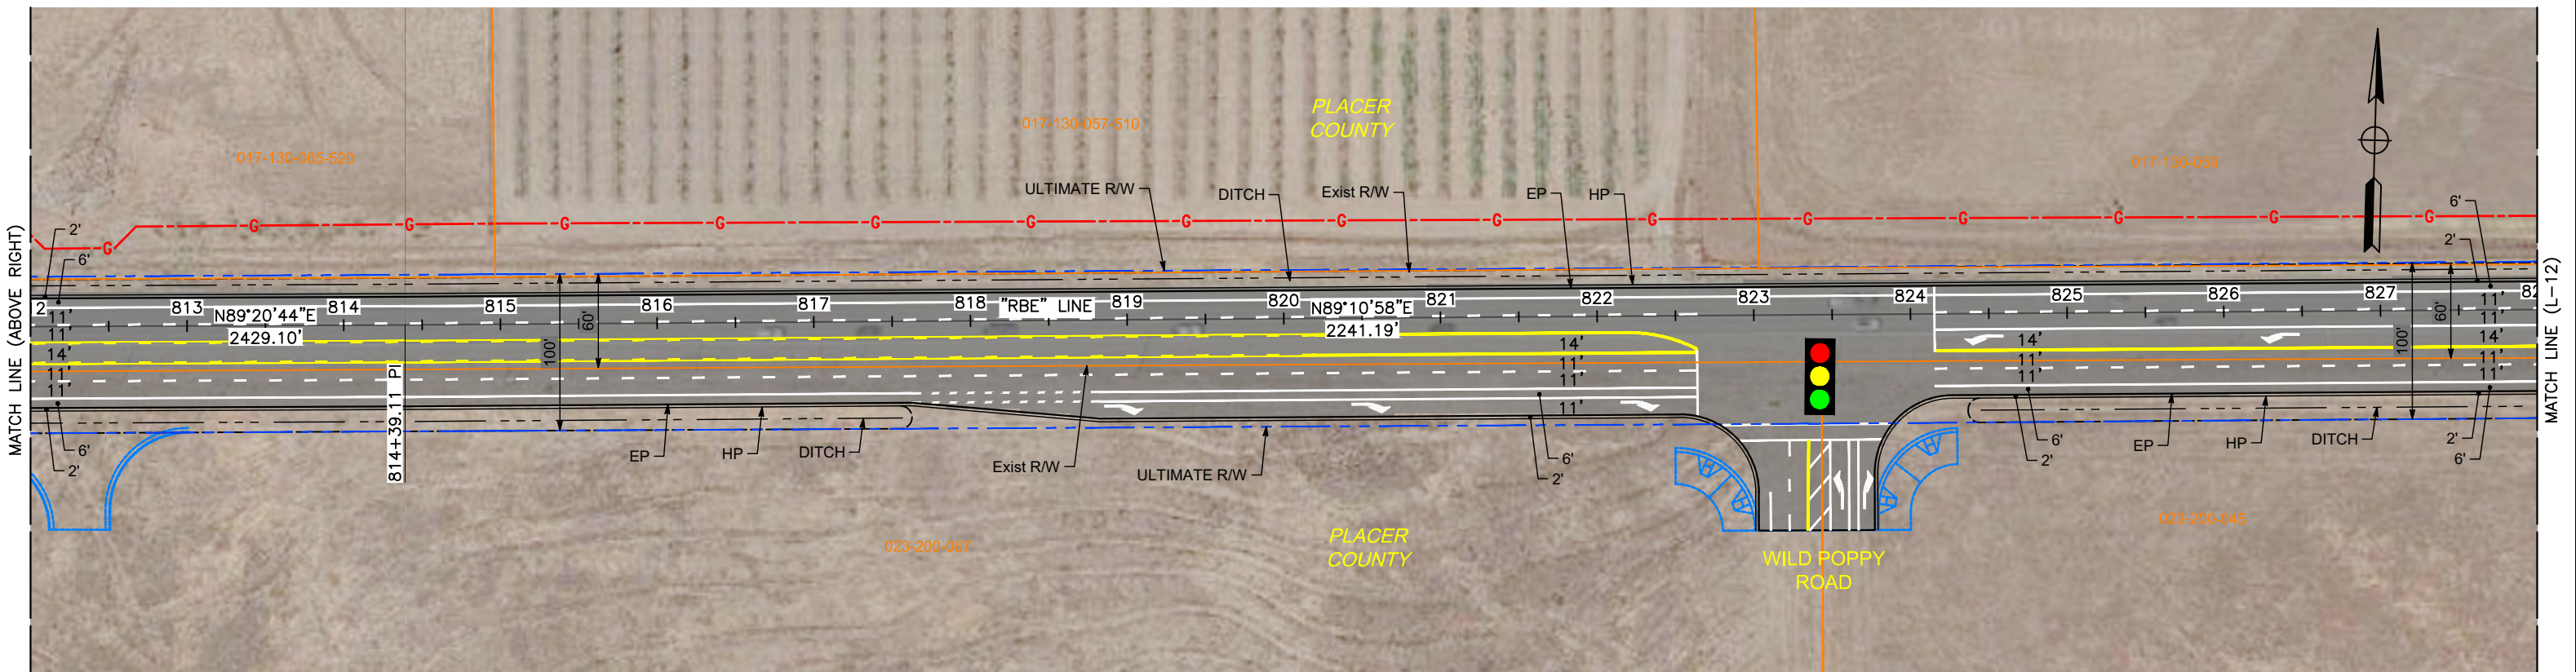 PLACER
COUNTY
017-130-057-510
017-130-065-520
017-130-053
ULTIMATE R/W
DITCH
Exist R/W
EP
HP
6'
2'
2'
6'
G G G G G G G G G G G G G G G G
MATCH LINE (ABOVE RIGHT)
MATCH LINE (L-12)
2 813 814 815 816 817 818 "RBE" LINE 819 820 821 822 823 824 825 826 827 82
N89°20'44"E
2429.10'
N89°10'58"E
2241.19'
11'
11'
14'
11'
11'
60'
100'
14'
11'
11'
11'
14'
11'
11'
11'
11'
14'
11'
11'
60'
100'
814+39.11 PI
6'
2'
EP
HP
DITCH
Exist R/W
ULTIMATE R/W
6'
2'
6'
2'
EP
HP
DITCH
2'
6'
023-200-067
PLACER
COUNTY
023-200-045
WILD POPPY
ROAD